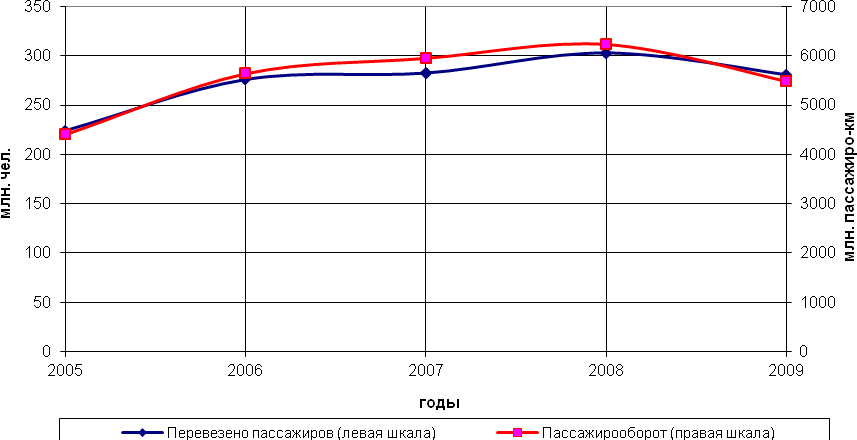 350 7000
300 6000
250 5000
200 4000
150 3000
100 2000
50 1000
0 0
млн. чел.
млн. пассажиро-км
2005 2006 2007 2008 2009
годы
Перевезено пассажиров (левая шкала) Пассажирооборот (правая шкала)